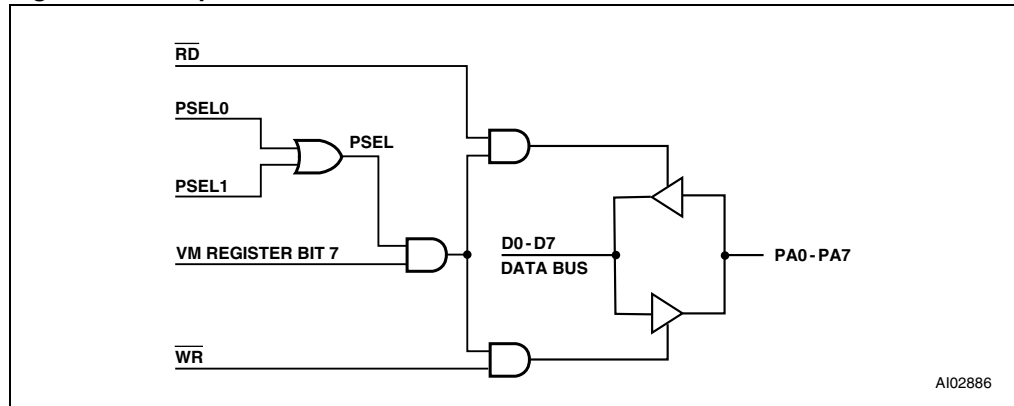 RD
PSEL0
PSEL
PSEL1
D0-D7
VM REGISTER BIT 7
PA0-PA7
DATA BUS
WR
AI02886